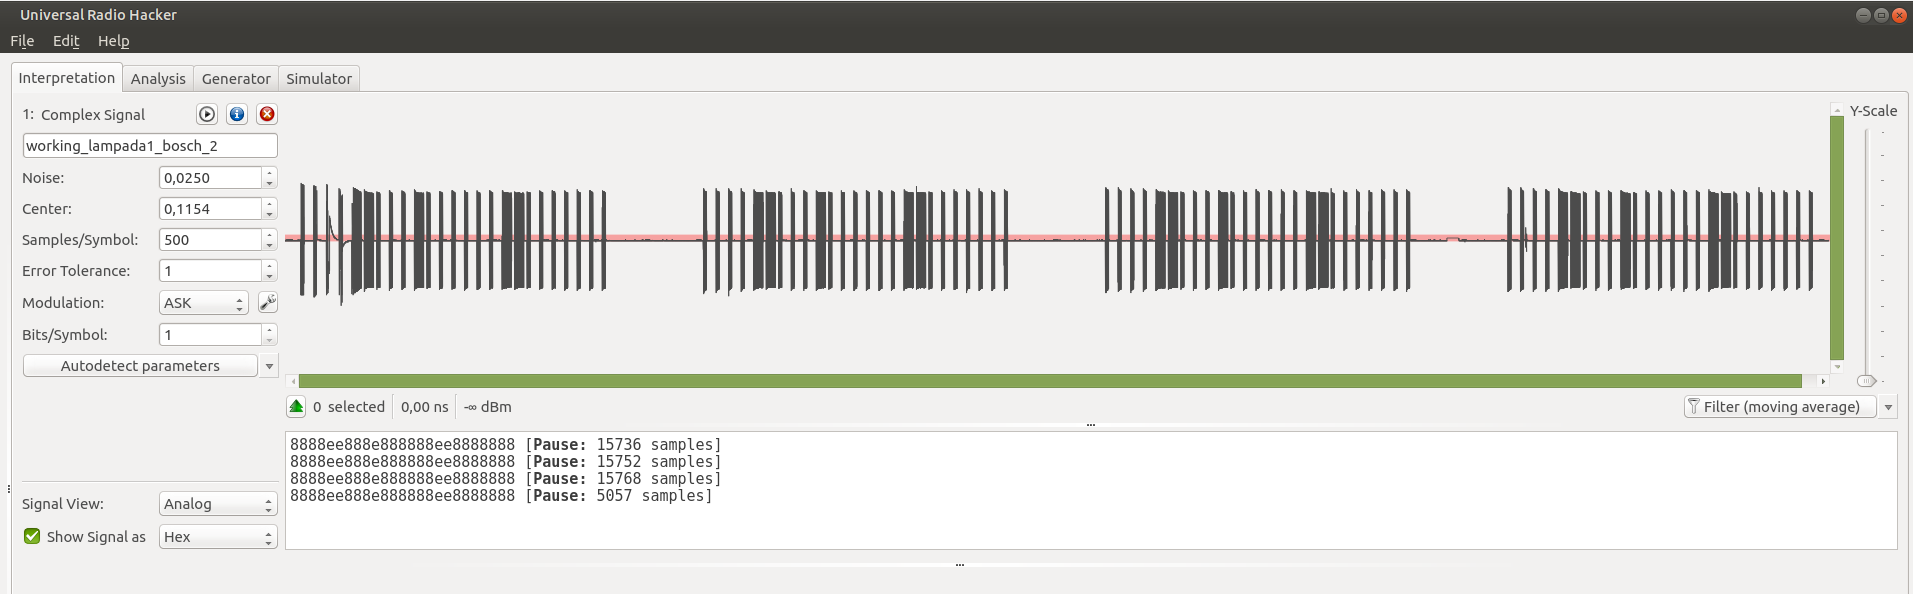 Universal Radio Hacker
File Edit Help
Interpretation Analysis Generator Simulator
1: Complex Signal
Y-Scale
working_lampada1_bosch_2
Noise: 0,0250
Center: 0,1154
Samples/Symbol: 500
Error Tolerance: 1
Modulation: ASK
Bits/Symbol: 1
Autodetect parameters
0 selected 0,00 ns -∞ dBm Filter (moving average)
8888ee888e888888ee8888888 [Pause: 15736 samples]
8888ee888e888888ee8888888 [Pause: 15752 samples]
8888ee888e888888ee8888888 [Pause: 15768 samples]
8888ee888e888888ee8888888 [Pause: 5057 samples]
Signal View: Analog
Show Signal as Hex